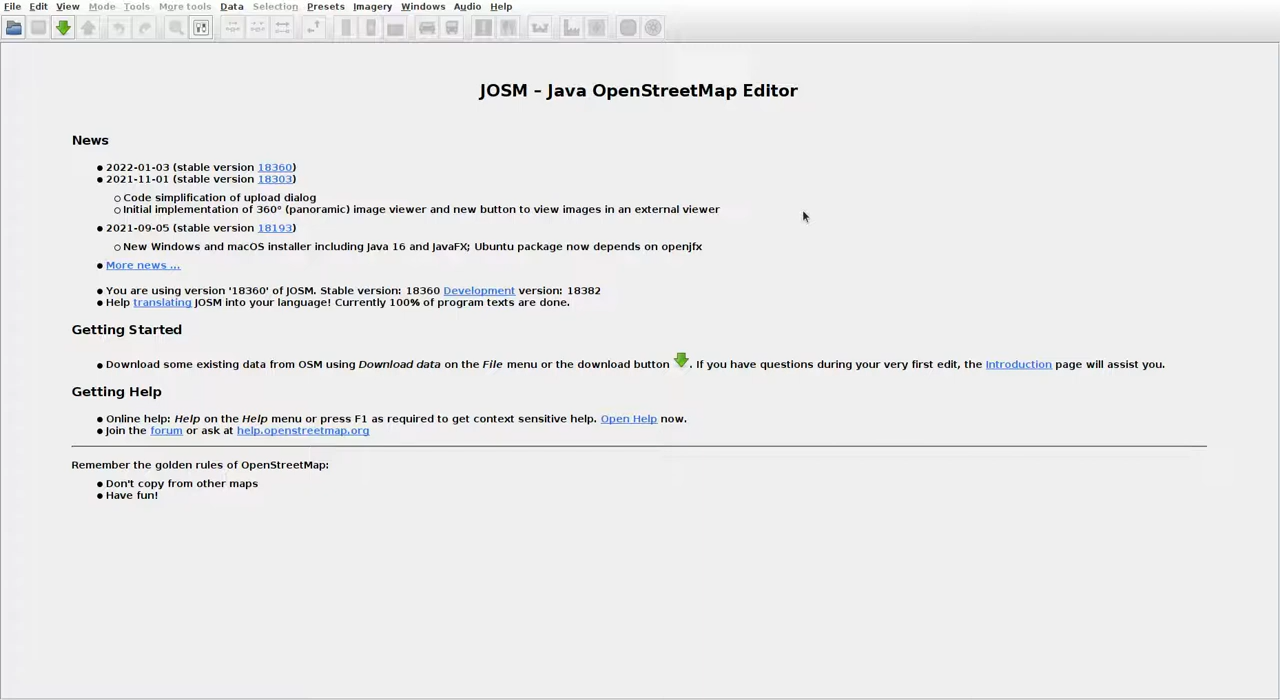 File Edit View Mode Tools More tools Data Selection Presets Imagery Windows Audio Help
JOSM – Java OpenStreetMap Editor
News
2022-01-03 (stable version 18360)
2021-11-01 (stable version 18303)
Code simplification of upload dialog
Initial implementation of 360° (panoramic) image viewer and new button to view images in an external viewer
2021-09-05 (stable version 18193)
New Windows and macOS installer including Java 16 and JavaFX; Ubuntu package now depends on openjfx
More news ...
You are using version '18360' of JOSM. Stable version: 18360 Development version: 18382
Help translating JOSM into your language! Currently 100% of program texts are done.
Getting Started
Download some existing data from OSM using Download data on the File menu or the download button . If you have questions during your very first edit, the Introduction page will assist you.
Getting Help
Online help: Help on the Help menu or press F1 as required to get context sensitive help. Open Help now.
Join the forum or ask at help.openstreetmap.org
Remember the golden rules of OpenStreetMap:
Don't copy from other maps
Have fun!